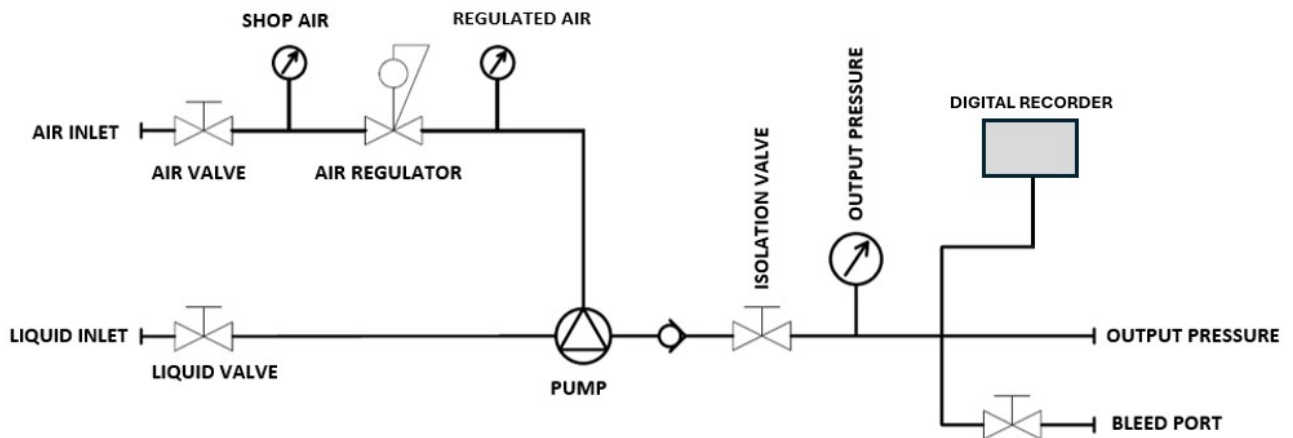 SHOP AIR
REGULATED AIR
AIR INLET
AIR VALVE
AIR REGULATOR
ISOLATION VALVE
OUTPUT PRESSURE
DIGITAL RECORDER
LIQUID INLET
LIQUID VALVE
PUMP
OUTPUT PRESSURE
BLEED PORT